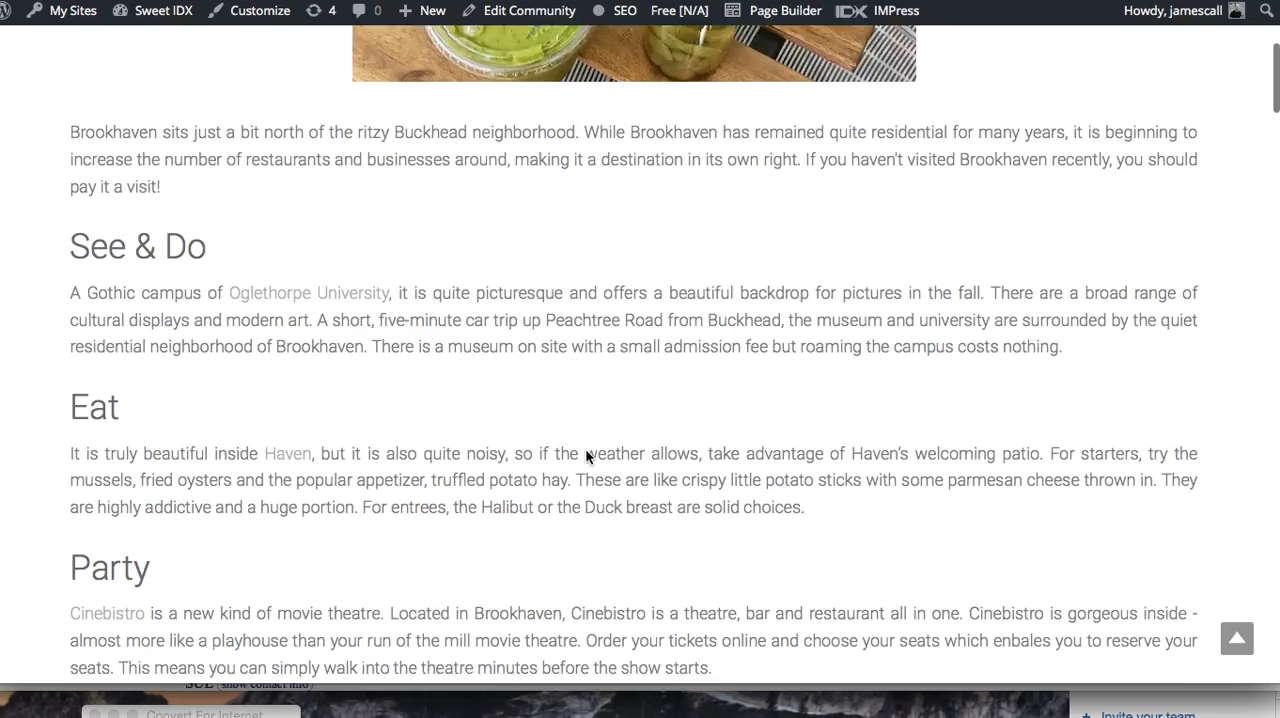 My Sites Sweet IDX Customize 4 0 New Edit Community SEO Free [N/A] Page Builder IDX IMPress Howdy, jamescall
Brookhaven sits just a bit north of the ritzy Buckhead neighborhood. While Brookhaven has remained quite residential for many years, it is beginning to
increase the number of restaurants and businesses around, making it a destination in its own right. If you haven't visited Brookhaven recently, you should
pay it a visit!
See & Do
A Gothic campus of Oglethorpe University, it is quite picturesque and offers a beautiful backdrop for pictures in the fall. There are a broad range of
cultural displays and modern art. A short, five-minute car trip up Peachtree Road from Buckhead, the museum and university are surrounded by the quiet
residential neighborhood of Brookhaven. There is a museum on site with a small admission fee but roaming the campus costs nothing.
Eat
It is truly beautiful inside Haven, but it is also quite noisy, so if the weather allows, take advantage of Haven's welcoming patio. For starters, try the
mussels, fried oysters and the popular appetizer, truffled potato hay. These are like crispy little potato sticks with some parmesan cheese thrown in. They
are highly addictive and a huge portion. For entrees, the Halibut or the Duck breast are solid choices.
Party
Cinebistro is a new kind of movie theatre. Located in Brookhaven, Cinebistro is a theatre, bar and restaurant all in one. Cinebistro is gorgeous inside -
almost more like a playhouse than your run of the mill movie theatre. Order your tickets online and choose your seats which enbales you to reserve your
seats. This means you can simply walk into the theatre minutes before the show starts.
(show contact info)
Convert For Internet
+ Invite your team